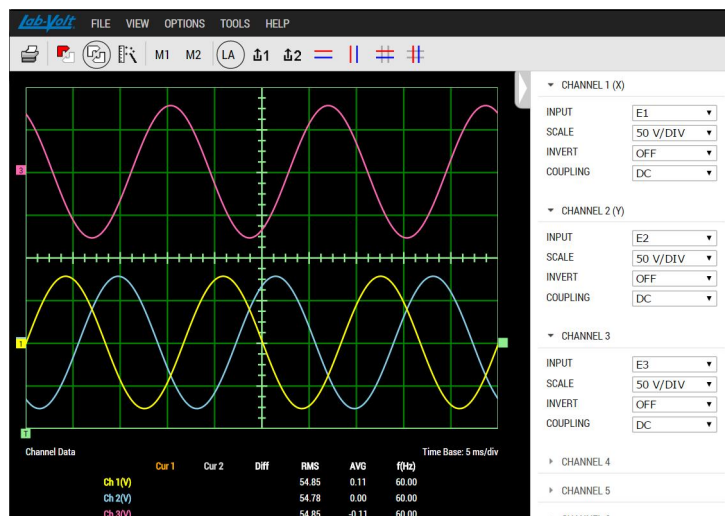 Lab-Volt FILE VIEW OPTIONS TOOLS HELP
M1 M2 LA 1 2
CHANNEL 1 (X)
INPUT E1
SCALE 50 V/DIV
INVERT OFF
COUPLING DC
CHANNEL 2 (Y)
INPUT E2
SCALE 50 V/DIV
INVERT OFF
COUPLING DC
CHANNEL 3
INPUT E3
SCALE 50 V/DIV
INVERT OFF
COUPLING DC
CHANNEL 4
CHANNEL 5
3
1
T
Channel Data Time Base: 5 ms/div
Cur 1 Cur 2 Diff RMS AVG f(Hz)
Ch 1(V) 54.85 0.11 60.00
Ch 2(V) 54.78 0.00 60.00
Ch 3(V) 54.85 -0.11 60.00